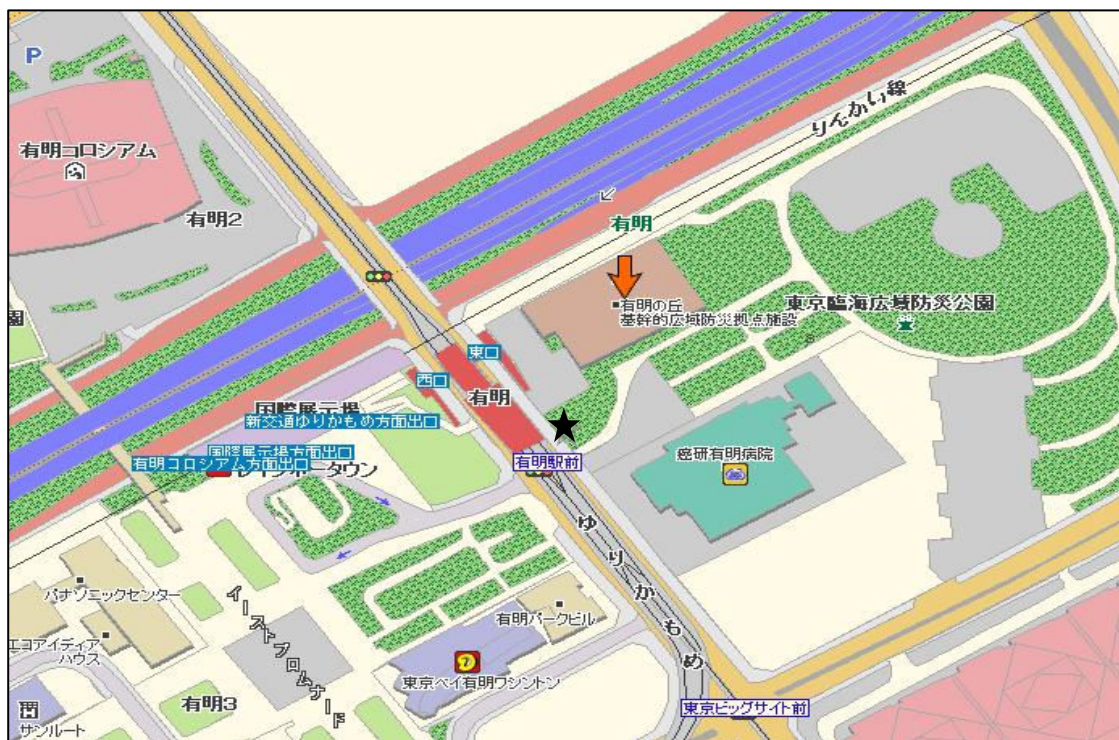 P
有明コロシアム
有明2
園
りんかい線
有明
有明の丘
基幹的広域防災拠点施設
東京臨海広域防災公園
東口
西口
有明
国際展示場
新交通ゆりかもめ方面出口
国際展示場方面出口
有明コロシアム方面出口
タウン
有明駅前
癌研有明病院
ゆりかもめ
パナソニックセンター
エコアイディア
ハウス
イーストプロムナード
有明パークビル
東京ベイ有明ワシントン
有明3
サンルート
東京ビッグサイト前